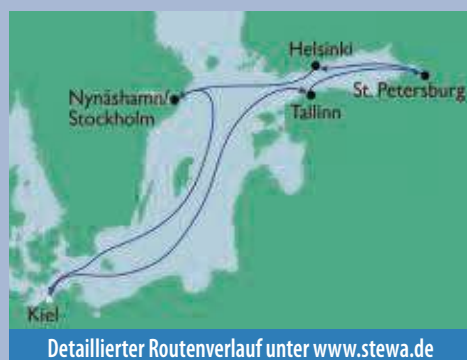 Helsinki
St. Petersburg
Tallinn
Nynäshamn/
Stockholm
Kiel
Detaillierter Routenverlauf unter www.stewa.de